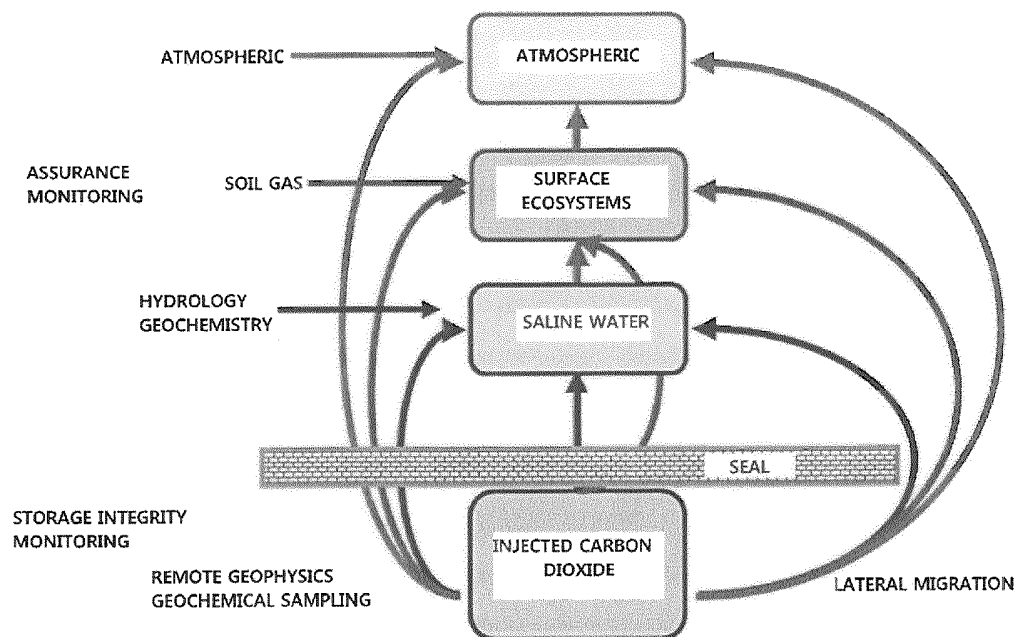 ATMOSPHERIC
ATMOSPHERIC
ASSURANCE
MONITORING
SOIL GAS
SURFACE
ECOSYSTEMS
HYDROLOGY
GEOCHEMISTRY
SALINE WATER
SEAL
STORAGE INTEGRITY
MONITORING
INJECTED CARBON
DIOXIDE
REMOTE GEOPHYSICS
GEOCHEMICAL SAMPLING
LATERAL MIGRATION